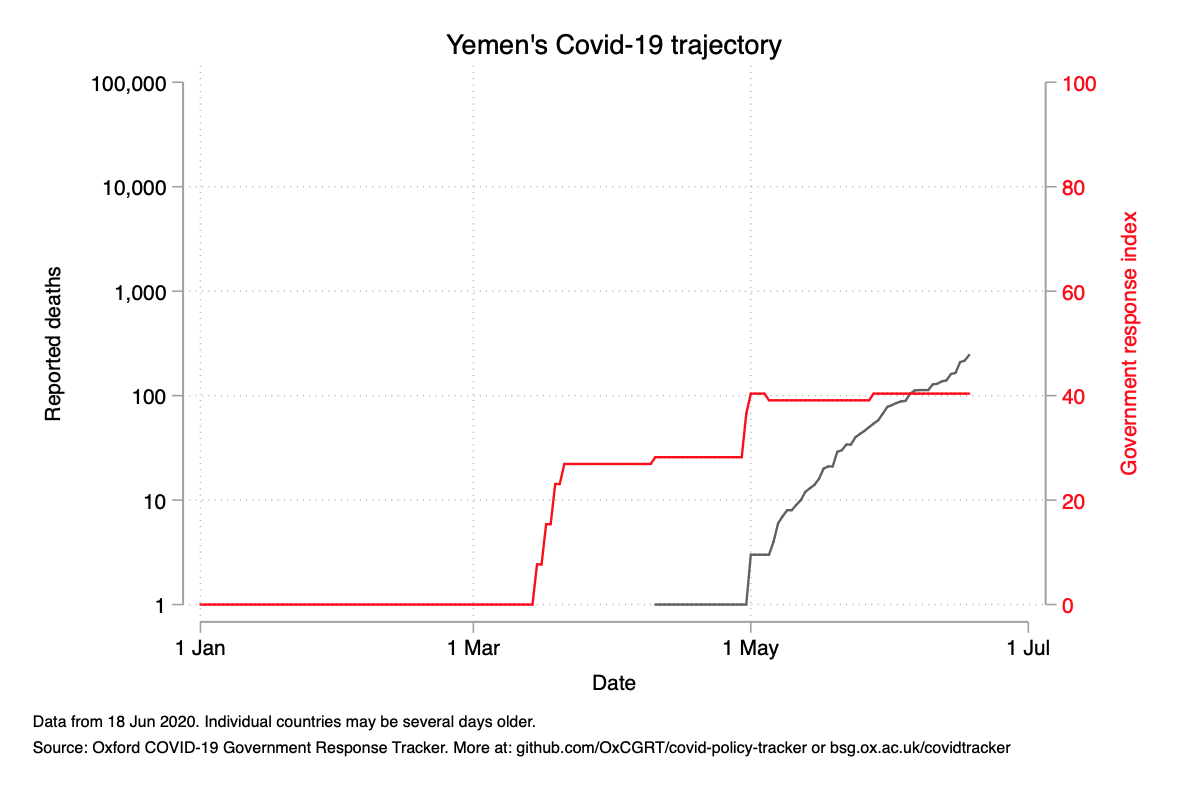 Yemen's Covid-19 trajectory
100,000
10,000
1,000
100
10
1
Reported deaths
100
80
60
40
20
0
Government response index
1 Jan
1 Mar
1 May
1 Jul
Date
Data from 18 Jun 2020. Individual countries may be several days older.
Source: Oxford COVID-19 Government Response Tracker. More at: github.com/OxCGRT/covid-policy-tracker or bsg.ox.ac.uk/covidtracker